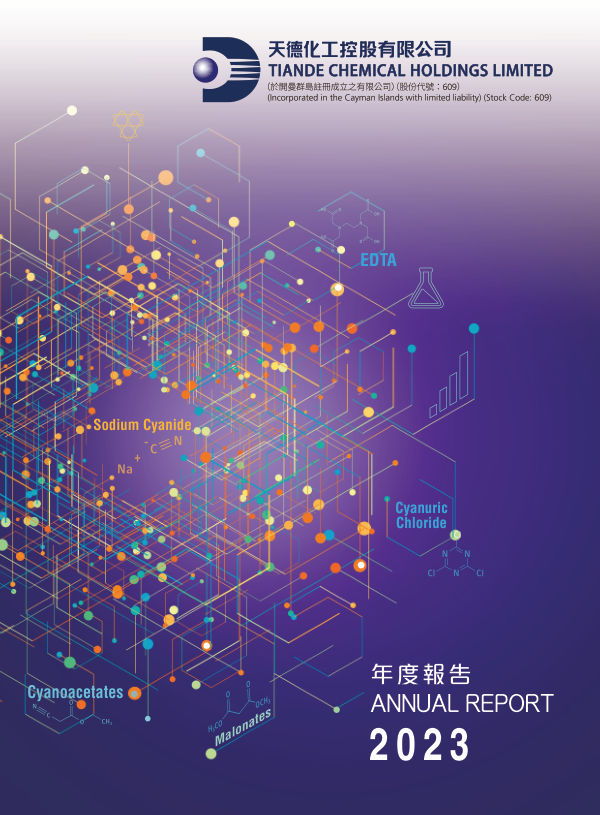 天德化工控股有限公司
TIANDE CHEMICAL HOLDINGS LIMITED
(於開曼群島註冊成立之有限公司) (股份代號：609)
(Incorporated in the Cayman Islands with limited liability) (Stock Code: 609)
EDTA
Sodium Cyanide
- C N
Na +
Cyanuric
Chloride
N N
Cl N Cl
Cyanoacetates
N O
O CH₃
O O
H₃CO OCH₃
Malonates
年度報告
ANNUAL REPORT
2023